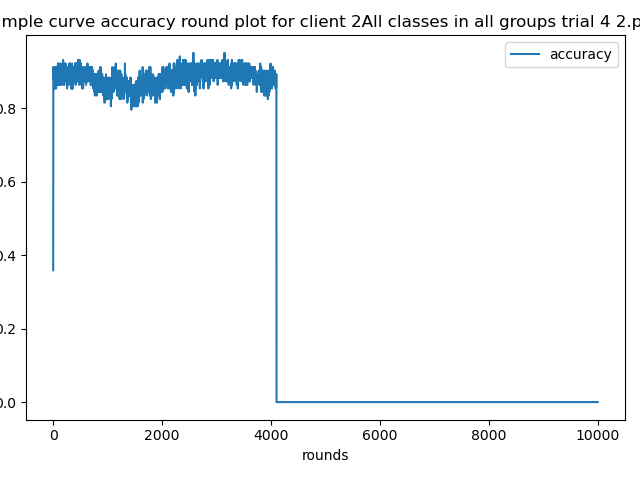 mple curve accuracy round plot for client 2All classes in all groups trial 4 2.p
accuracy
0.8
0.6
0.4
0.2
0.0
0 2000 4000 6000 8000 10000
rounds